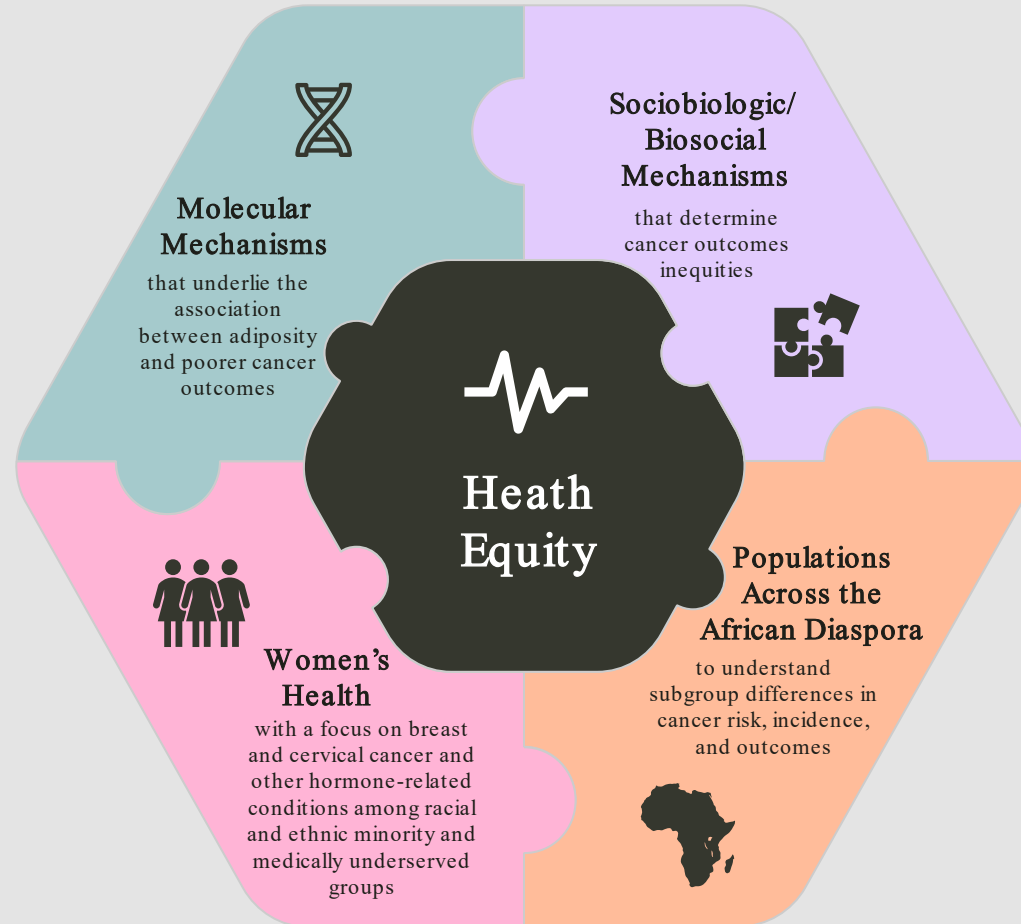 Molecular
Mechanisms
that underlie the
association
between adiposity
and poorer cancer
outcomes
Sociobiologic/
Biosocial
Mechanisms
that determine
cancer outcomes
inequities
Heath
Equity
Women’s
Health
with a focus on breast
and cervical cancer and
other hormone-related
conditions among racial
and ethnic minority and
medically underserved
groups
Populations
Across the
African Diaspora
to understand
subgroup differences in
cancer risk, incidence,
and outcomes